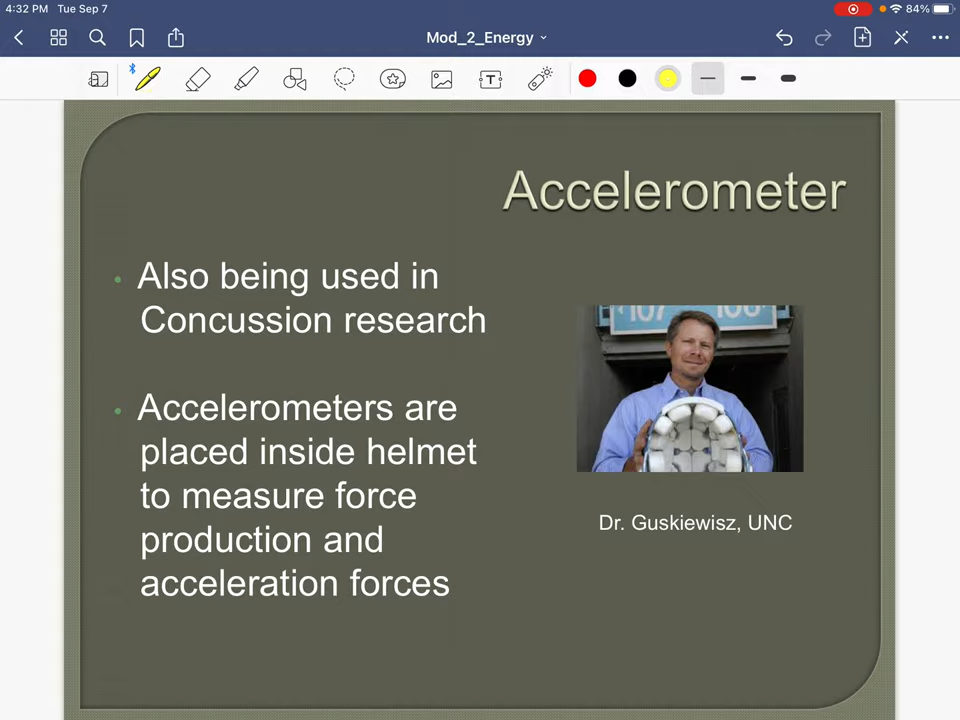 4:32 PM Tue Sep 7
84%
Mod_2_Energy
T
Accelerometer
• Also being used in
Concussion research
• Accelerometers are
placed inside helmet
to measure force
production and
acceleration forces
107
Dr. Guskiewisz, UNC